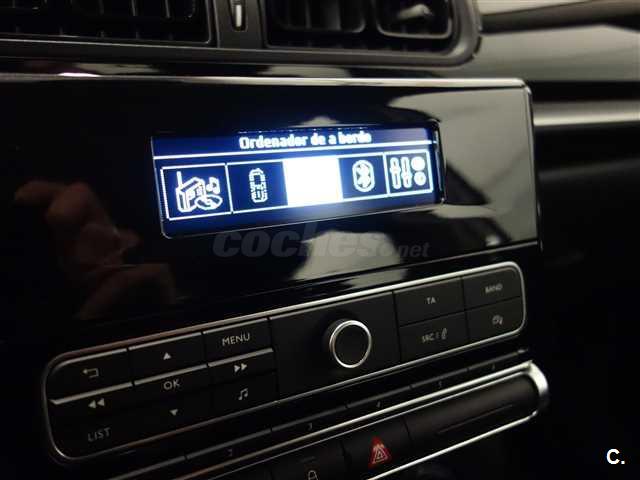 Ordenador de a bordo
coches.net
TA
BAND
MENU
SRC
OK
LIST
C.